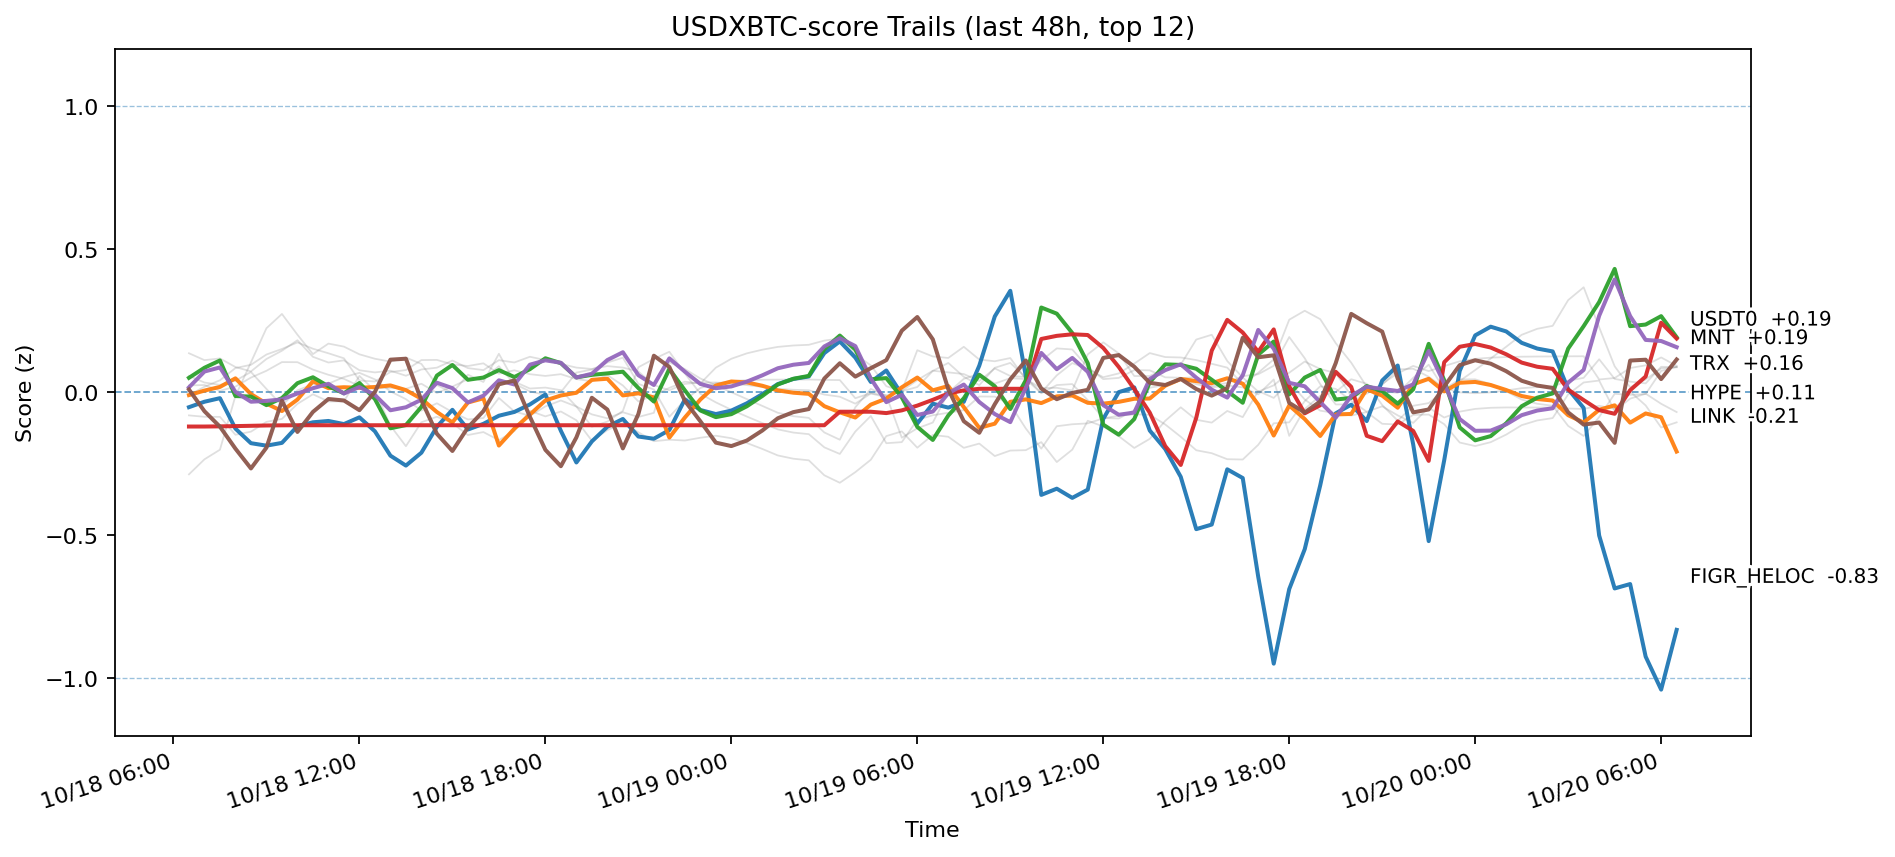 USDXBTC-score Trails (last 48h, top 12)
Score (z)
1.0
0.5
0.0
−0.5
−1.0
USDT0 +0.19
MNT +0.19
TRX +0.16
HYPE +0.11
LINK -0.21
FIGR_HELOC -0.83
10/18 06:00
10/18 12:00
10/18 18:00
10/19 00:00
10/19 06:00
10/19 12:00
10/19 18:00
10/20 00:00
10/20 06:00
Time